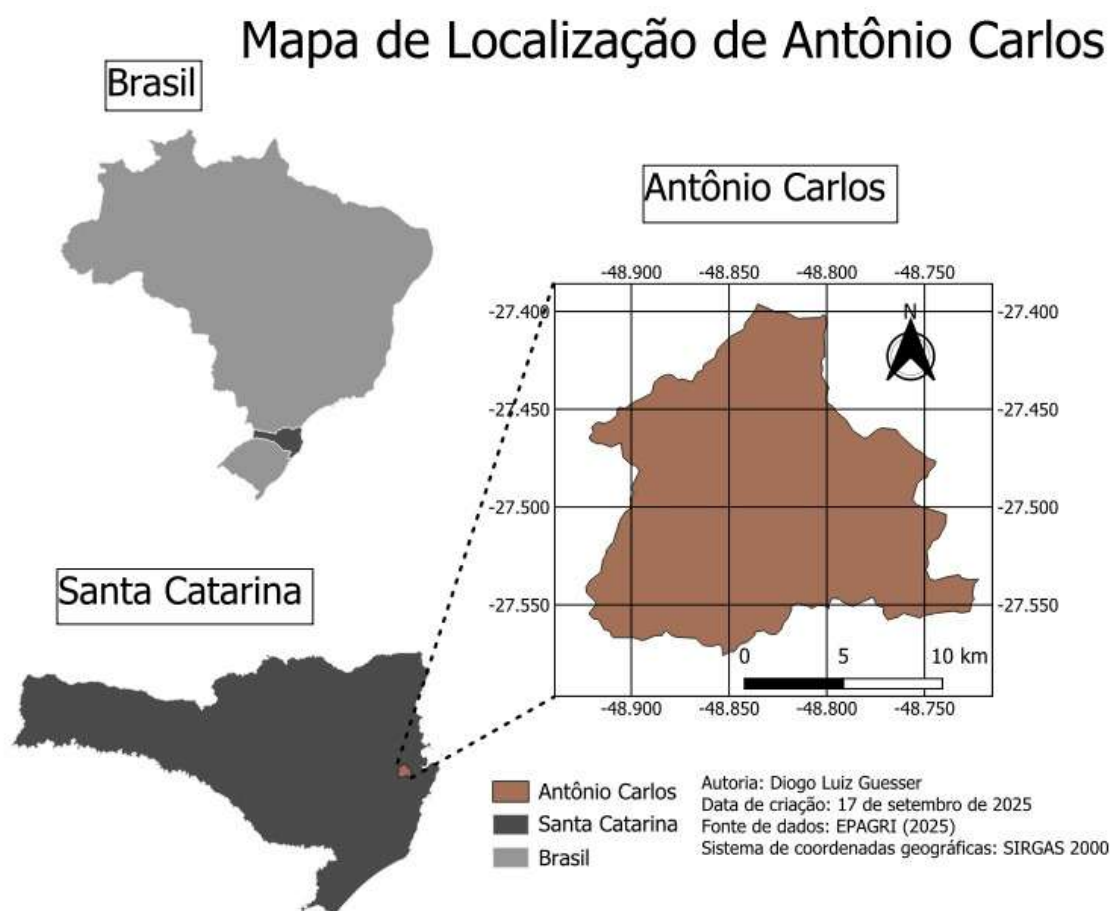 Mapa de Localização de Antônio Carlos
Brasil
Antônio Carlos
-48.900 -48.850 -48.800 -48.750
-27.400 -27.400
N
-27.450 -27.450
-27.500 -27.500
-27.550 -27.550
0 5 10 km
-48.900 -48.850 -48.800 -48.750
Santa Catarina
Antônio Carlos
Santa Catarina
Brasil
Autoria: Diogo Luiz Guesser
Data de criação: 17 de setembro de 2025
Fonte de dados: EPAGRI (2025)
Sistema de coordenadas geográficas: SIRGAS 2000